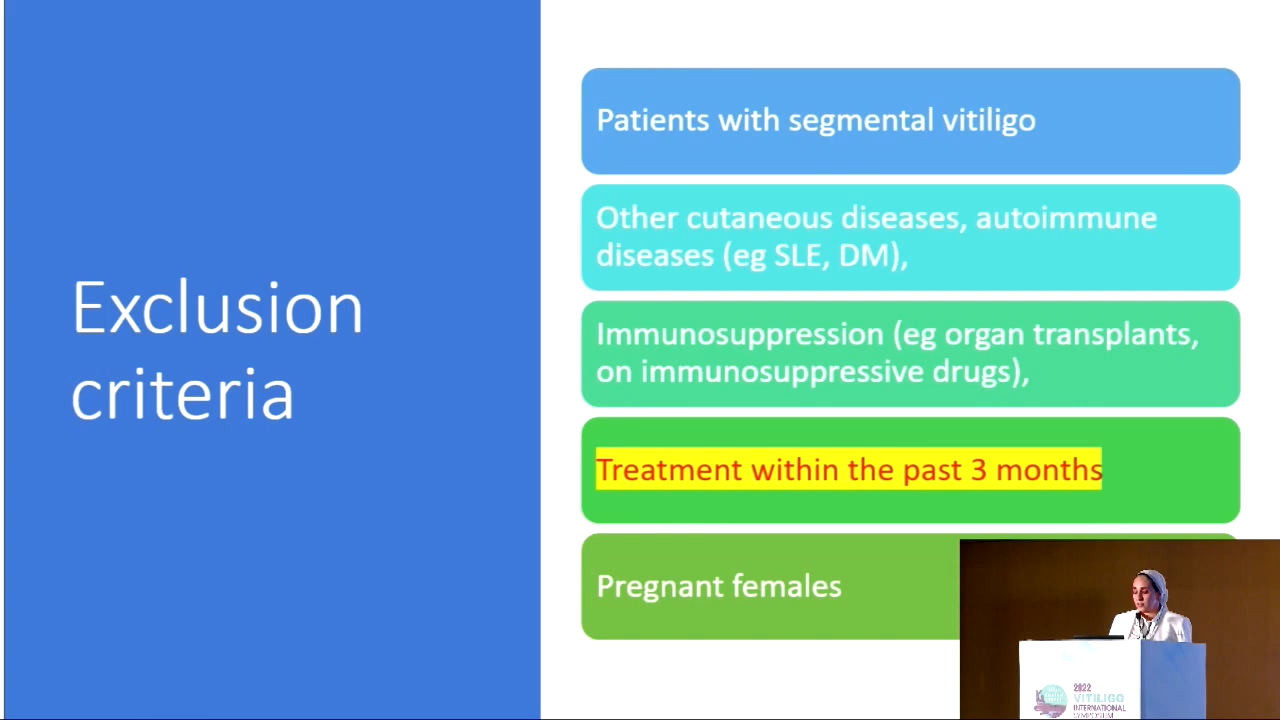 Exclusion
criteria
Patients with segmental vitiligo
Other cutaneous diseases, autoimmune
diseases (eg SLE, DM),
Immunosuppression (eg organ transplants,
on immunosuppressive drugs),
Treatment within the past 3 months
Pregnant females
2022
VITILIGO
INTERNATIONAL
SYMPOSIUM